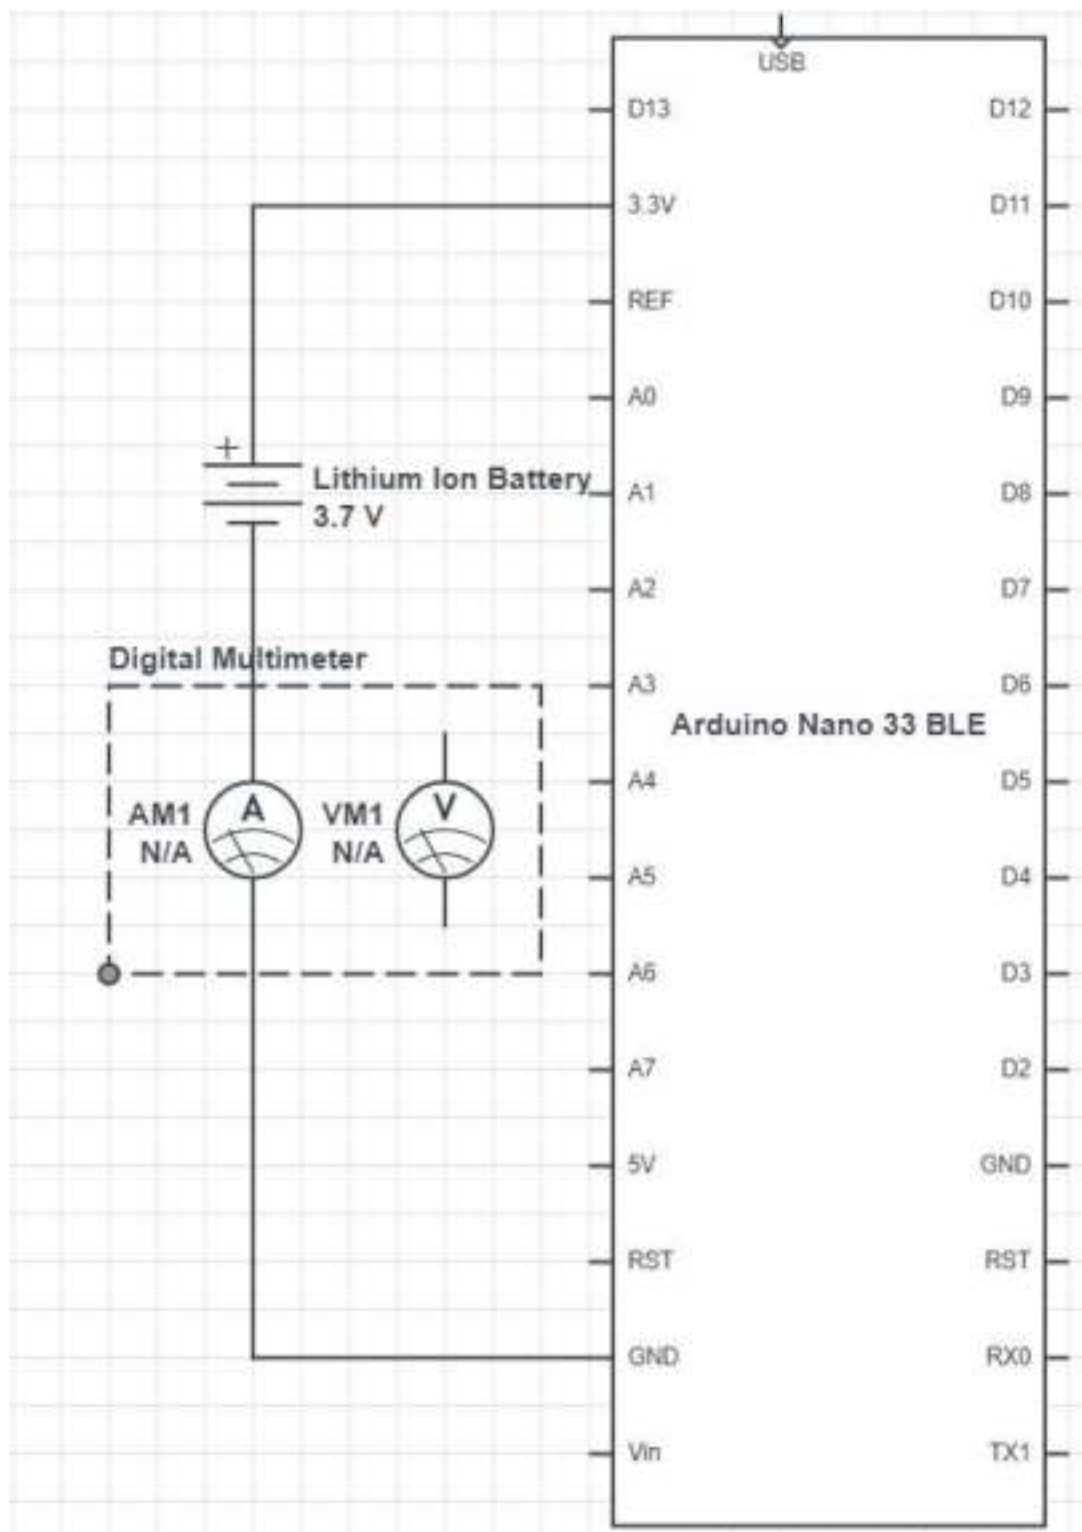 USB
D13
D12
3.3V
D11
REF
D10
A0
D9
+
Lithium Ion Battery
3.7 V
A1
D8
A2
D7
Digital Multimeter
A3
D6
Arduino Nano 33 BLE
A4
D5
AM1
N/A
A
VM1
N/A
V
A5
D4
A6
D3
A7
D2
5V
GND
RST
RST
GND
RX0
Vin
TX1